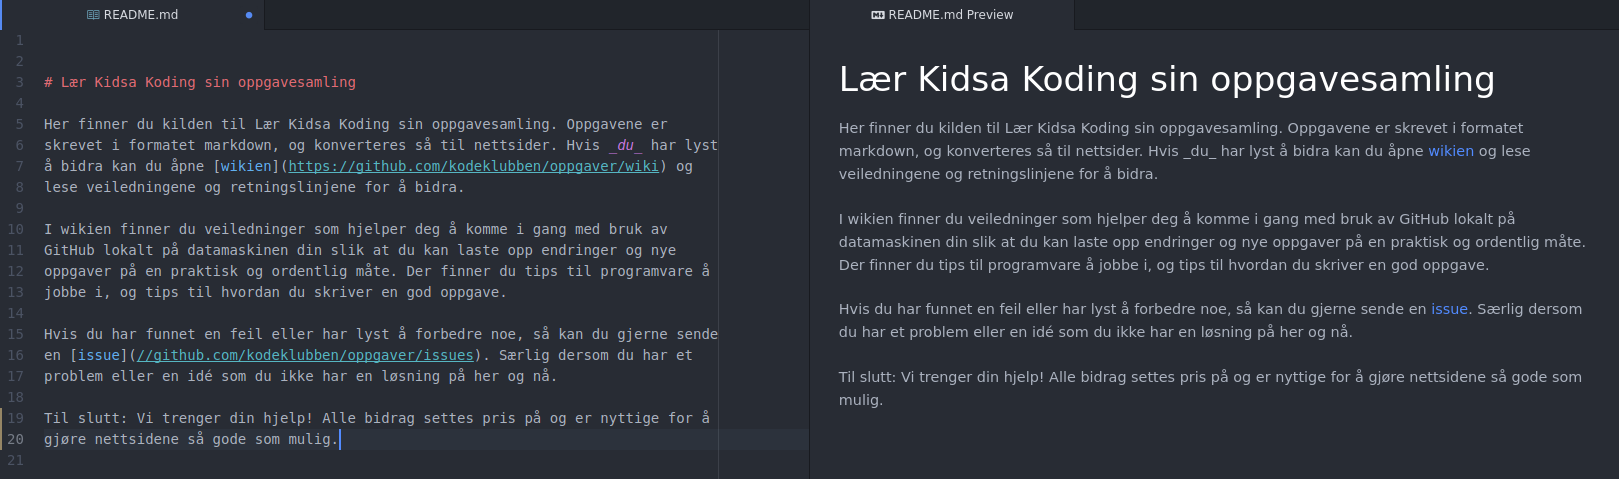 README.md
1
2
3 # Lær Kidsa Koding sin oppgavesamling
4
5 Her finner du kilden til Lær Kidsa Koding sin oppgavesamling. Oppgavene er
6 skrevet i formatet markdown, og konverteres så til nettsider. Hvis _du_ har lyst
7 å bidra kan du åpne [wikien](https://github.com/kodeklubben/oppgaver/wiki) og
8 lese veiledningene og retningslinjene for å bidra.
9
10 I wikien finner du veiledninger som hjelper deg å komme i gang med bruk av
11 GitHub lokalt på datamaskinen din slik at du kan laste opp endringer og nye
12 oppgaver på en praktisk og ordentlig måte. Der finner du tips til programvare å
13 jobbe i, og tips til hvordan du skriver en god oppgave.
14
15 Hvis du har funnet en feil eller har lyst å forbedre noe, så kan du gjerne sende
16 en [issue](//github.com/kodeklubben/oppgaver/issues). Særlig dersom du har et
17 problem eller en idé som du ikke har en løsning på her og nå.
18
19 Til slutt: Vi trenger din hjelp! Alle bidrag settes pris på og er nyttige for å
20 gjøre nettsidene så gode som mulig.
21
README.md Preview
Lær Kidsa Koding sin oppgavesamling
Her finner du kilden til Lær Kidsa Koding sin oppgavesamling. Oppgavene er skrevet i formatet
markdown, og konverteres så til nettsider. Hvis _du_ har lyst å bidra kan du åpne wikien og lese
veiledningene og retningslinjene for å bidra.
I wikien finner du veiledninger som hjelper deg å komme i gang med bruk av GitHub lokalt på
datamaskinen din slik at du kan laste opp endringer og nye oppgaver på en praktisk og ordentlig måte.
Der finner du tips til programvare å jobbe i, og tips til hvordan du skriver en god oppgave.
Hvis du har funnet en feil eller har lyst å forbedre noe, så kan du gjerne sende en issue. Særlig dersom
du har et problem eller en idé som du ikke har en løsning på her og nå.
Til slutt: Vi trenger din hjelp! Alle bidrag settes pris på og er nyttige for å gjøre nettsidene så gode som
mulig.